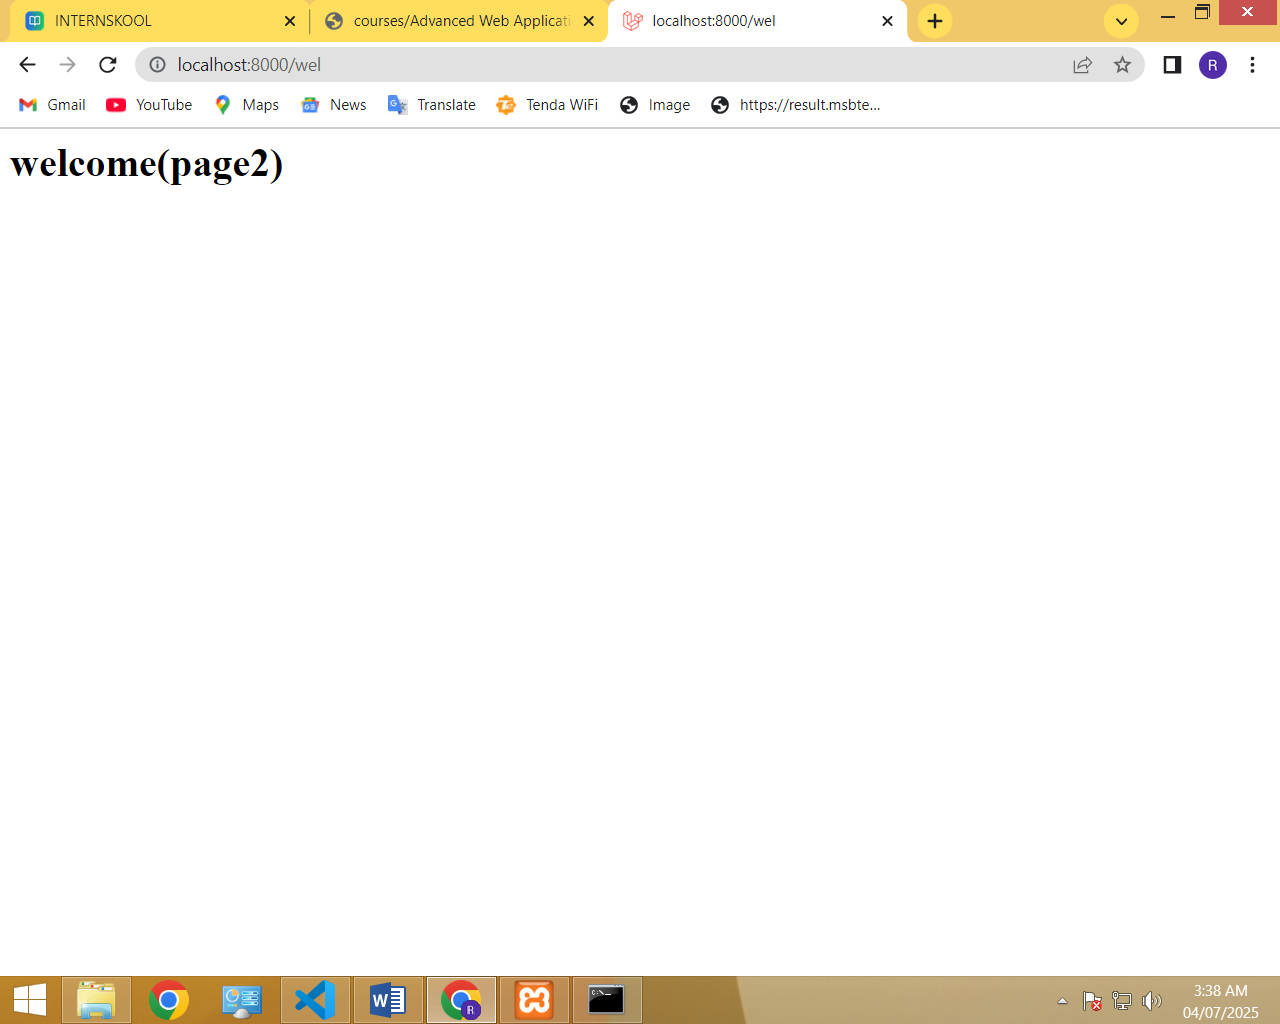 INTERNSKOOL
courses/Advanced Web Applicati
localhost:8000/wel
localhost:8000/wel
R
Gmail
YouTube
Maps
News
Translate
Tenda WiFi
Image
https://result.msbte...
welcome(page2)
3:38 AM
04/07/2025